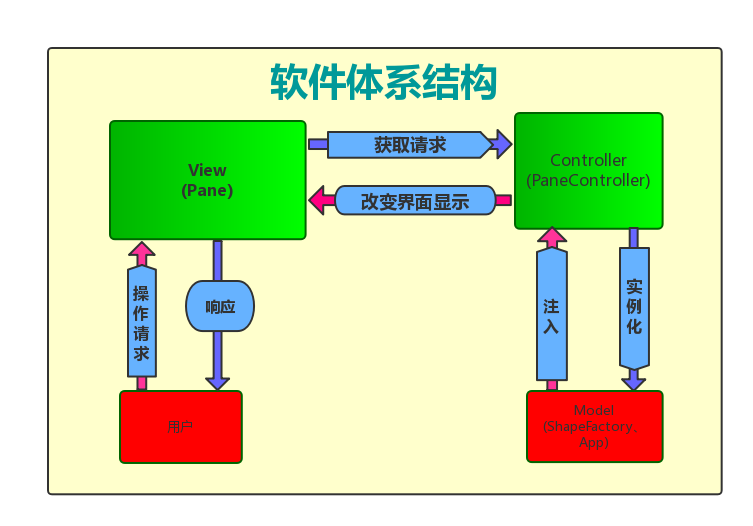 软件体系结构
View
(Pane)
获取请求
Controller
(PaneController)
改变界面显示
操作请求
响应
注入
实例化
用户
Model
(ShapeFactory、
App)